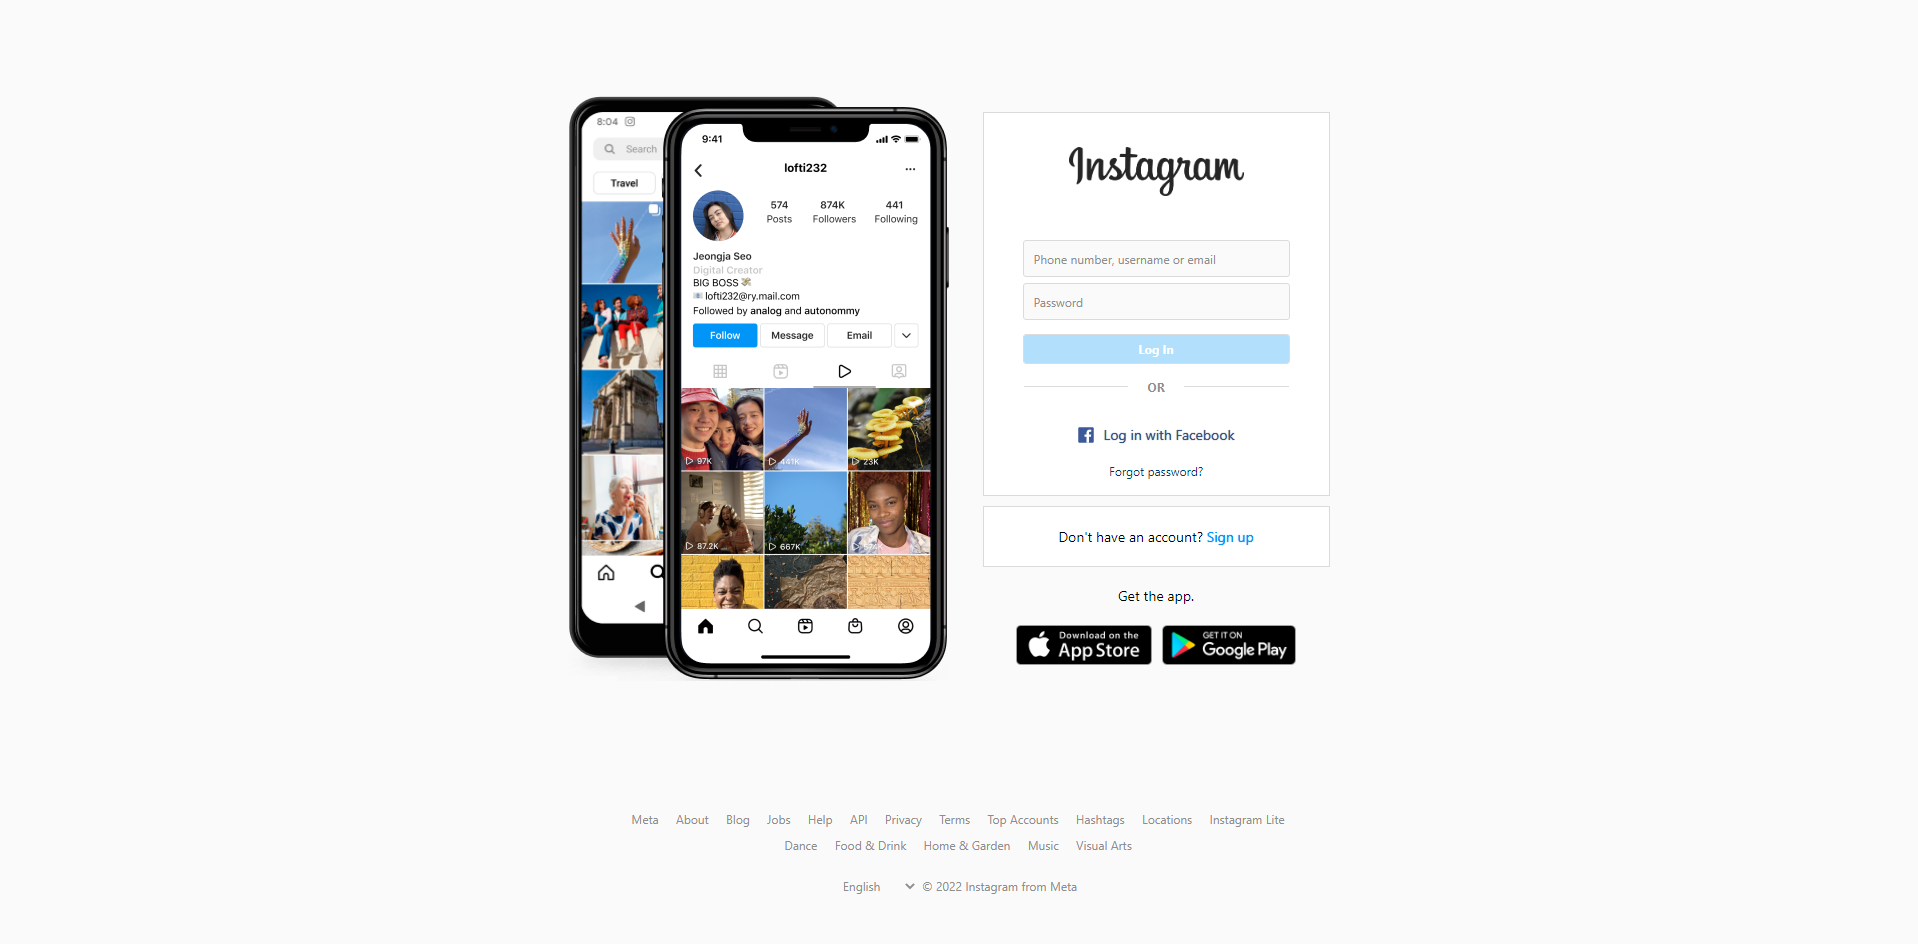 8:04
Search
Travel
9:41
lofti232
574 874K 441
Posts Followers Following
Jeongja Seo
Digital Creator
BIG BOSS
lofti232@ry.mail.com
Followed by analog and autonommy
Follow Message Email
97K 441K 23K
87.2K 667K
Instagram
Phone number, username or email
Password
Log In
OR
Log in with Facebook
Forgot password?
Don't have an account? Sign up
Get the app.
Download on the
App Store
GET IT ON
Google Play
Meta About Blog Jobs Help API Privacy Terms Top Accounts Hashtags Locations Instagram Lite
Dance Food & Drink Home & Garden Music Visual Arts
English © 2022 Instagram from Meta